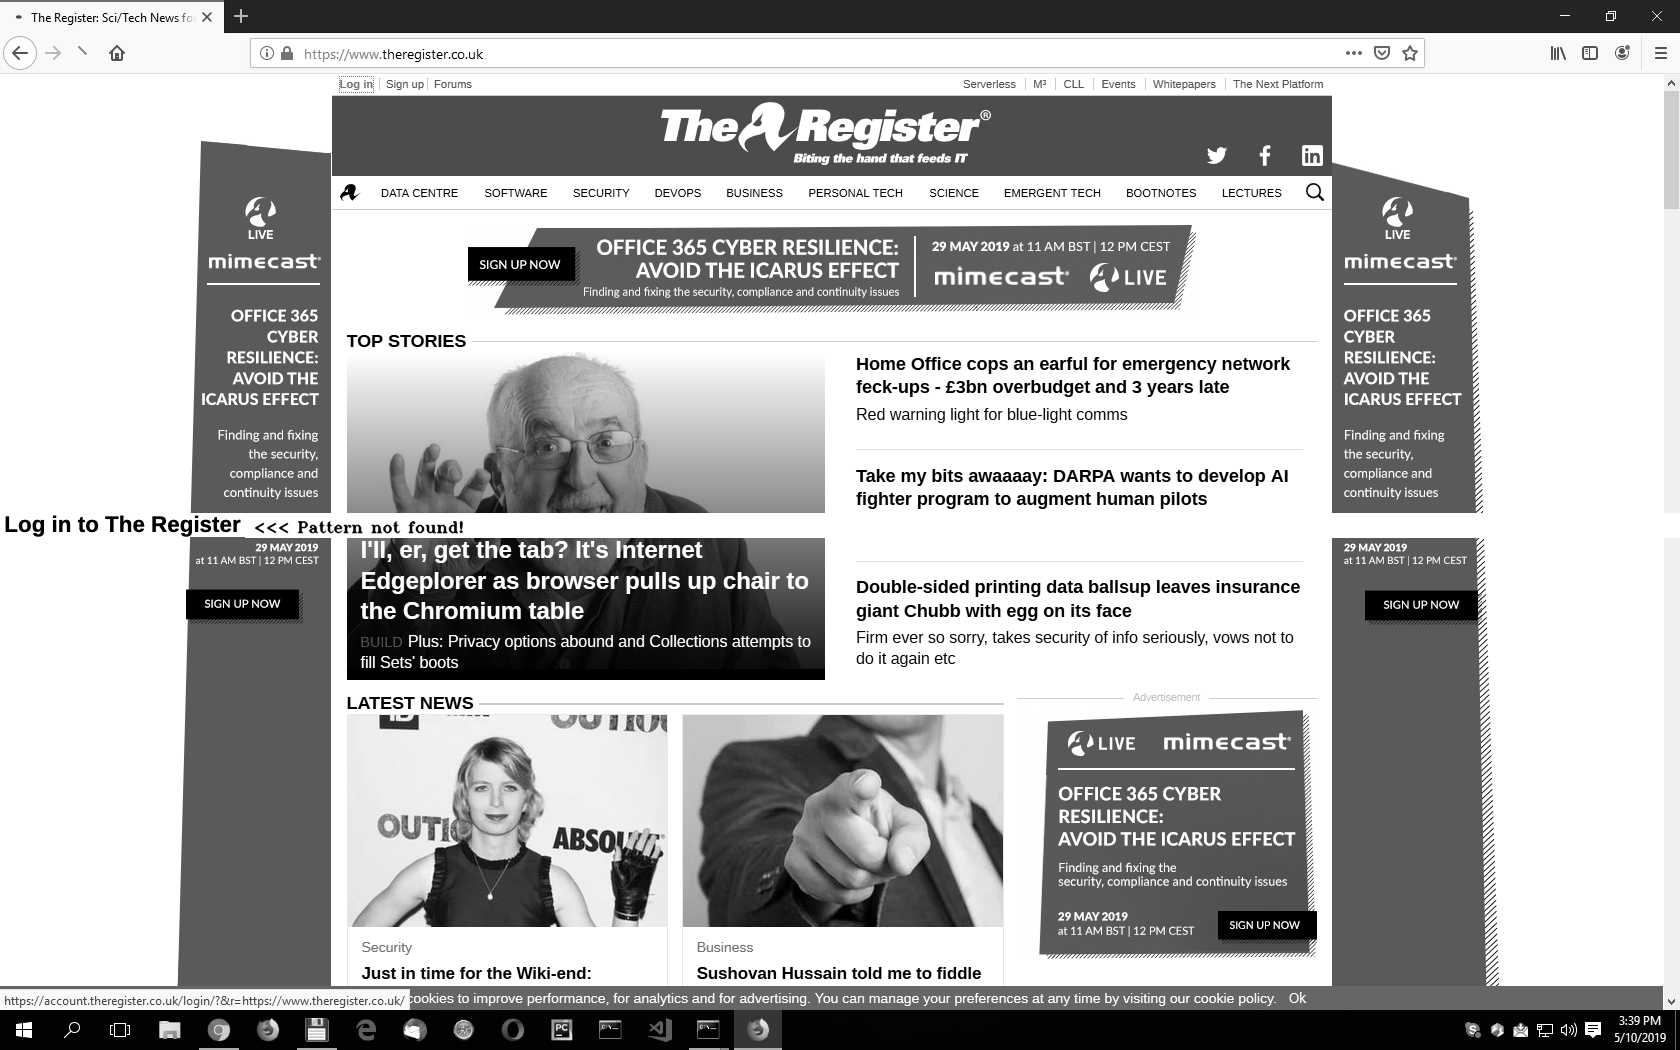 The Register: Sci/Tech News fo
https://www.theregister.co.uk
Log in
Sign up
Forums
Serverless
M³
CLL
Events
Whitepapers
The Next Platform
The Register®
Biting the hand that feeds IT
DATA CENTRE
SOFTWARE
SECURITY
DEVOPS
BUSINESS
PERSONAL TECH
SCIENCE
EMERGENT TECH
BOOTNOTES
LECTURES
LIVE
mimecast®
OFFICE 365
CYBER
RESILIENCE:
AVOID THE
ICARUS EFFECT
Finding and fixing
the security,
compliance and
continuity issues
29 MAY 2019
at 11 AM BST | 12 PM CEST
SIGN UP NOW
SIGN UP NOW
OFFICE 365 CYBER RESILIENCE:
AVOID THE ICARUS EFFECT
Finding and fixing the security, compliance and continuity issues
29 MAY 2019 at 11 AM BST | 12 PM CEST
mimecast®
LIVE
LIVE
mimecast®
OFFICE 365
CYBER
RESILIENCE:
AVOID THE
ICARUS EFFECT
Finding and fixing
the security,
compliance and
continuity issues
29 MAY 2019
at 11 AM BST | 12 PM CEST
SIGN UP NOW
TOP STORIES
Log in to The Register
<<< Pattern not found!
I'll, er, get the tab? It's Internet
Edgeplorer as browser pulls up chair to
the Chromium table
BUILD Plus: Privacy options abound and Collections attempts to
fill Sets' boots
Home Office cops an earful for emergency network
feck-ups - £3bn overbudget and 3 years late
Red warning light for blue-light comms
Take my bits awaaaay: DARPA wants to develop AI
fighter program to augment human pilots
Double-sided printing data ballsup leaves insurance
giant Chubb with egg on its face
Firm ever so sorry, takes security of info seriously, vows not to
do it again etc
LATEST NEWS
OUTIO
ABSOLUT
Security
Just in time for the Wiki-end:
Business
Sushovan Hussain told me to fiddle
Advertisement
LIVE
mimecast®
OFFICE 365 CYBER
RESILIENCE:
AVOID THE ICARUS EFFECT
Finding and fixing the
security, compliance and continuity issues
29 MAY 2019
at 11 AM BST | 12 PM CEST
SIGN UP NOW
https://account.theregister.co.uk/login/?&r=https://www.theregister.co.uk/
cookies to improve performance, for analytics and for advertising. You can manage your preferences at any time by visiting our cookie policy.
Ok
PC
3:39 PM
5/10/2019